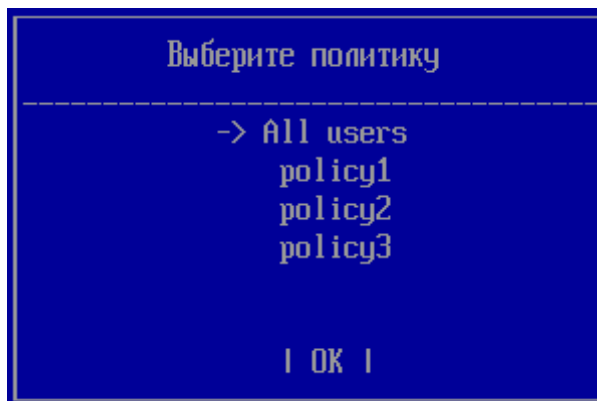 Выберите политику
-> All users
policy1
policy2
policy3
| OK |